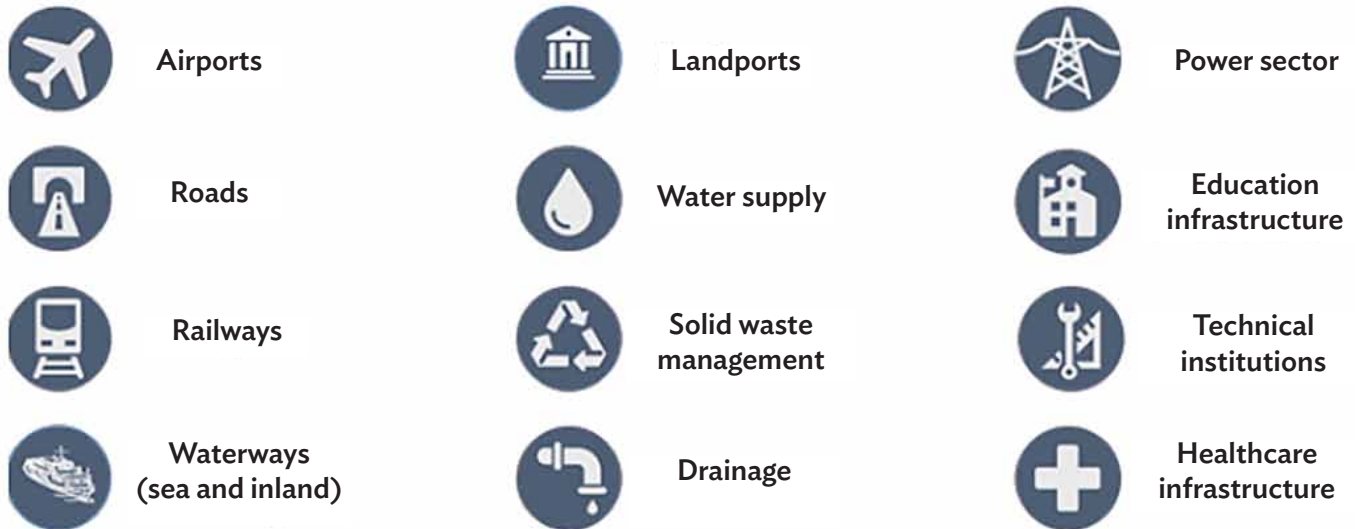 Airports
Landports
Power sector
Roads
Water supply
Education
infrastructure
Railways
Solid waste
management
Technical
institutions
Waterways
(sea and inland)
Drainage
Healthcare
infrastructure